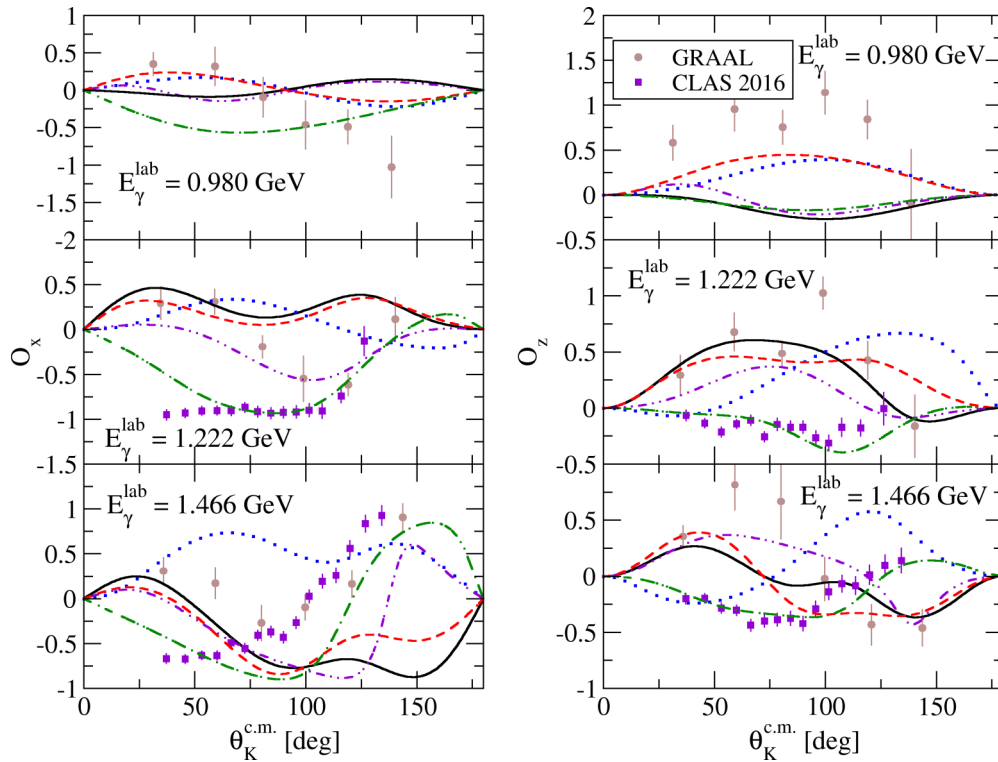 1
0.5
0
-0.5
-1
-1.5
2
E_γ^lab = 0.980 GeV
0.5
0
-0.5
-1
-1.5
O_x
E_γ^lab = 1.222 GeV
1
0.5
0
-0.5
-1
E_γ^lab = 1.466 GeV
0 50 100 150
θ_K^c.m. [deg]
2
1.5
1
0.5
0
-0.5
GRAAL
CLAS 2016
E_γ^lab = 0.980 GeV
1
0.5
0
-0.5
O_z
E_γ^lab = 1.222 GeV
0.5
0
-0.5
-1
E_γ^lab = 1.466 GeV
0 50 100 150
θ_K^c.m. [deg]